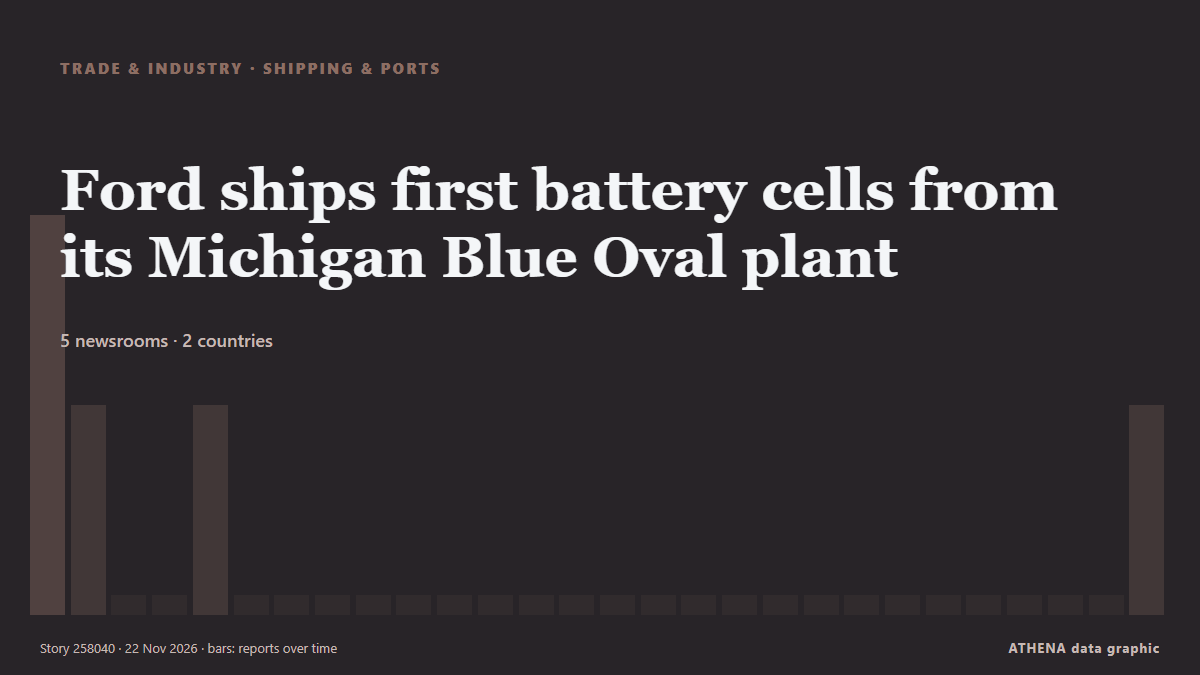 TRADE & INDUSTRY · SHIPPING & PORTS
Ford ships first battery cells from
its Michigan Blue Oval plant
5 newsrooms · 2 countries
Story 258040 · 22 Nov 2026 · bars: reports over time
ATHENA data graphic